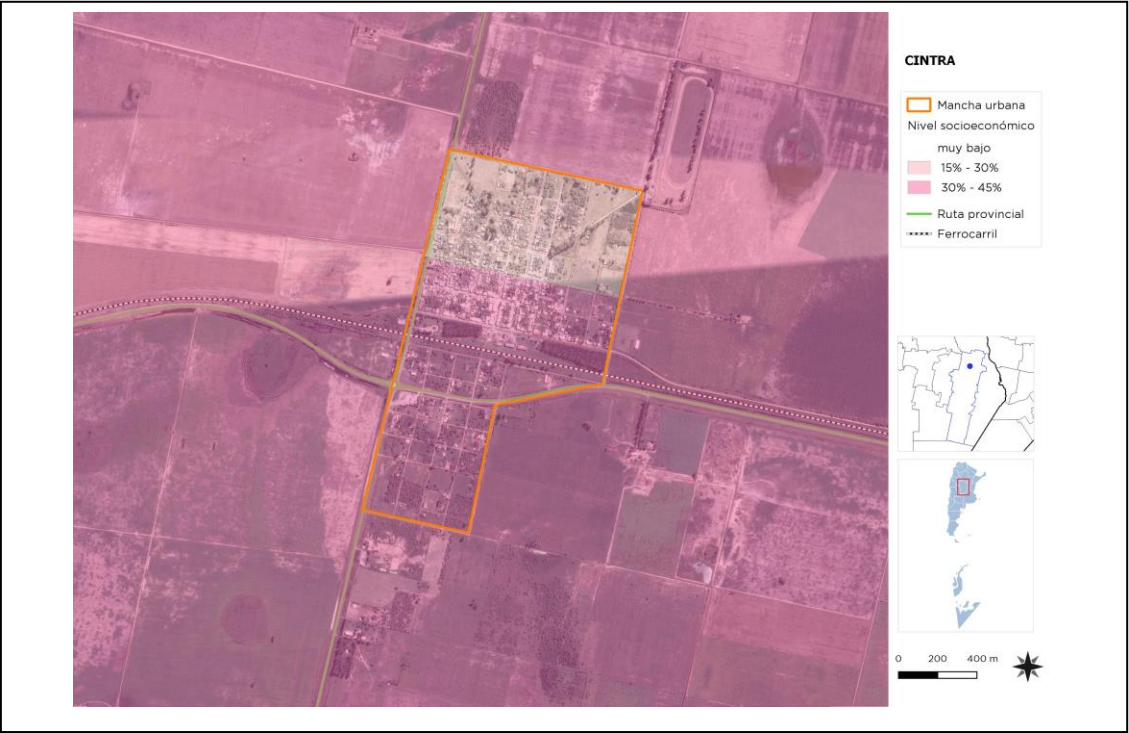 CINTRA
Mancha urbana
Nivel socioeconómico
muy bajo
15% - 30%
30% - 45%
Ruta provincial
Ferrocarril
0 200 400 m